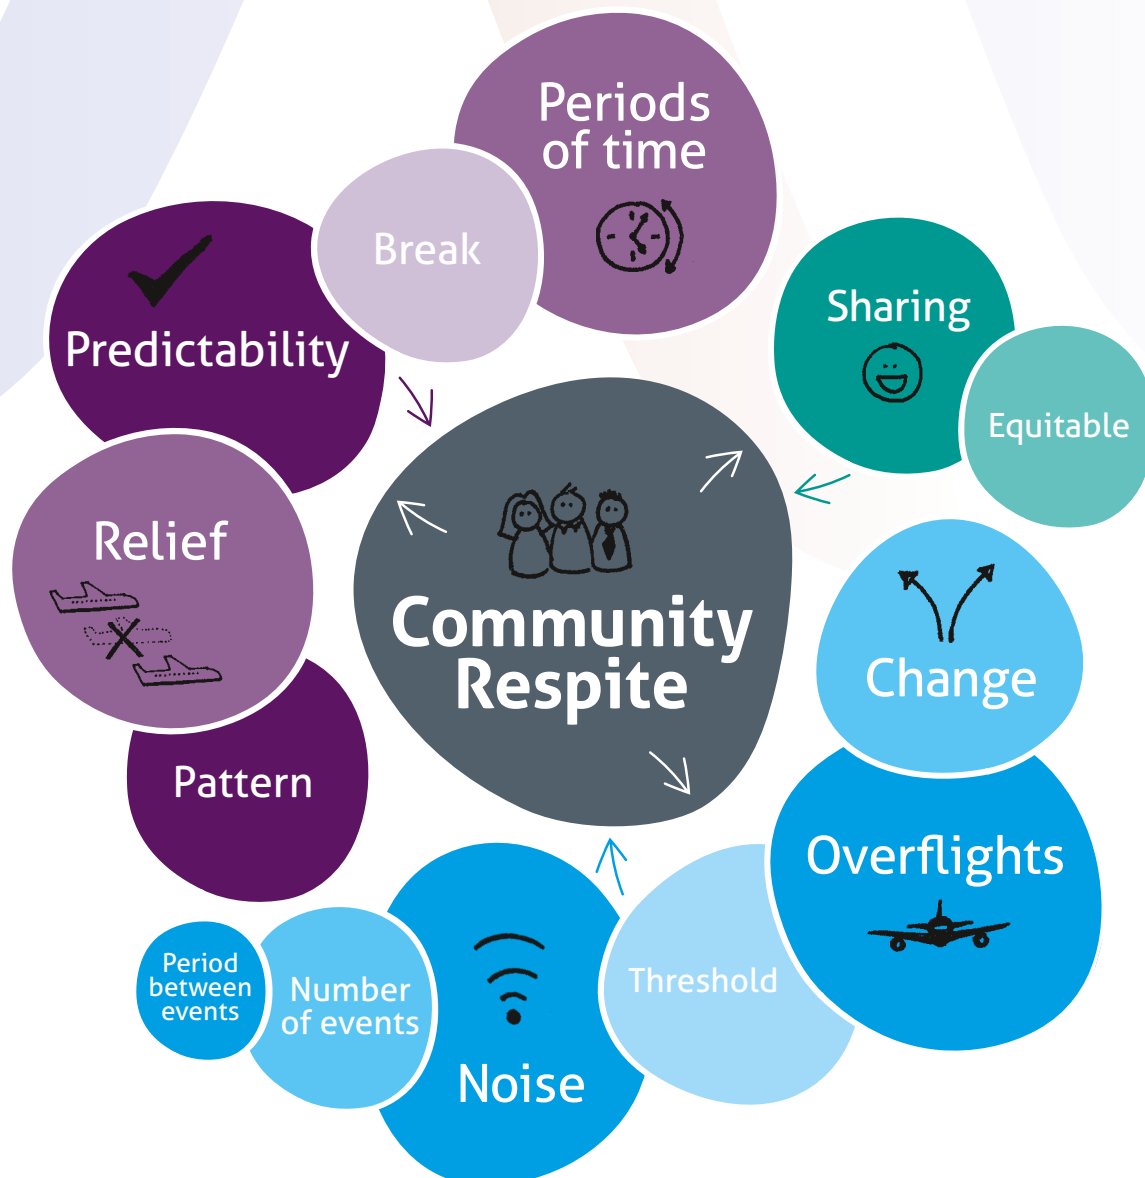 Periods
of time
Break
Predictability
Sharing
Equitable
Relief
Community
Respite
Change
Pattern
Overflights
Period
between
events
Number
of events
Noise
Threshold